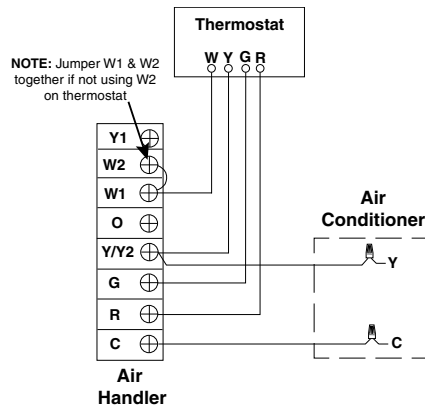 Thermostat
W Y G R
NOTE: Jumper W1 & W2
together if not using W2
on thermostat
Y1
W2
W1
O
Y/Y2
G
R
C
Air
Handler
Air
Conditioner
Y
C